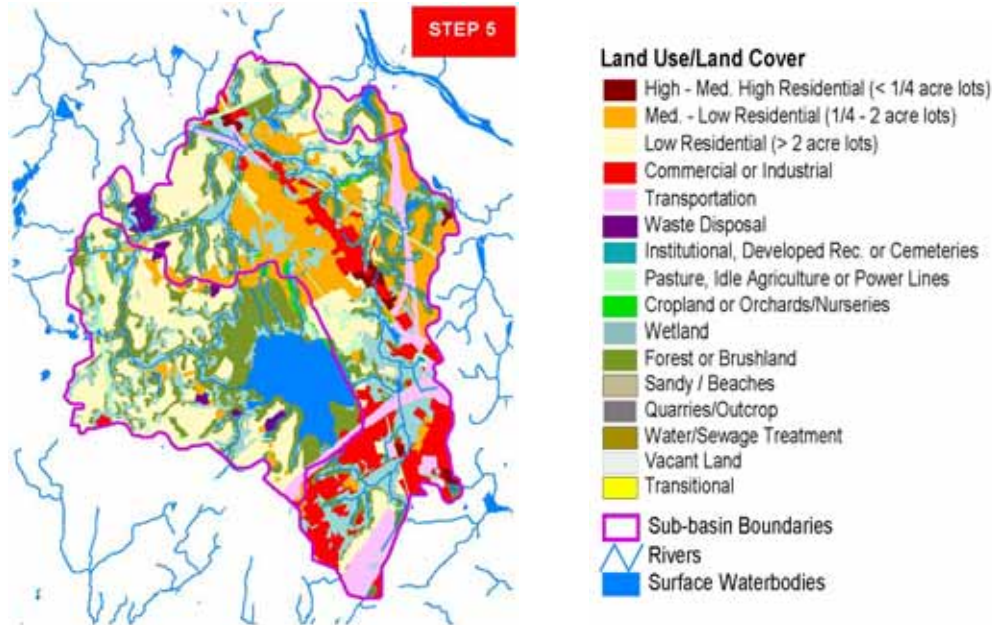 STEP 5
Land Use/Land Cover
High - Med. High Residential (< 1/4 acre lots)
Med. - Low Residential (1/4 - 2 acre lots)
Low Residential (> 2 acre lots)
Commercial or Industrial
Transportation
Waste Disposal
Institutional, Developed Rec. or Cemeteries
Pasture, Idle Agriculture or Power Lines
Cropland or Orchards/Nurseries
Wetland
Forest or Brushland
Sandy / Beaches
Quarries/Outcrop
Water/Sewage Treatment
Vacant Land
Transitional
Sub-basin Boundaries
Rivers
Surface Waterbodies